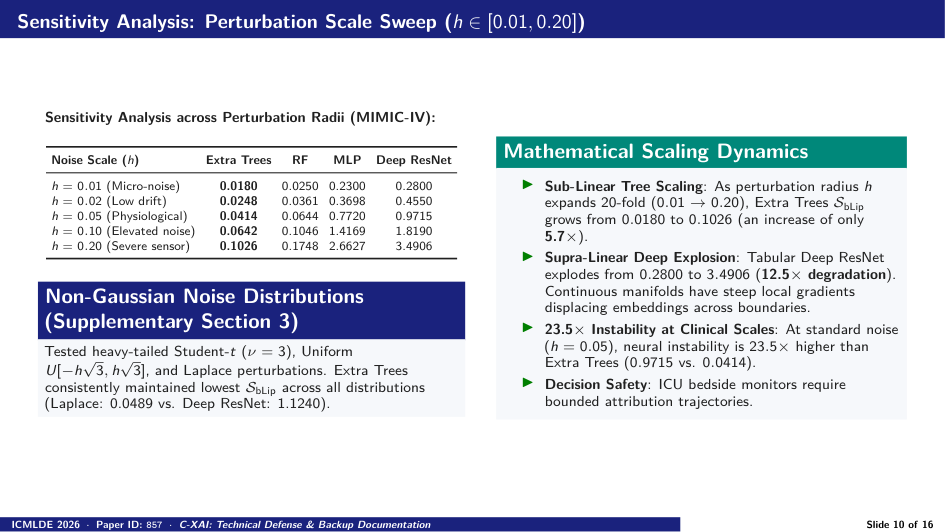 Sensitivity Analysis: Perturbation Scale Sweep (h ∈ [0.01, 0.20])
Sensitivity Analysis across Perturbation Radii (MIMIC-IV):
Noise Scale (h) Extra Trees RF MLP Deep ResNet
h = 0.01 (Micro-noise) 0.0180 0.0250 0.2300 0.2800
h = 0.02 (Low drift) 0.0248 0.0361 0.3698 0.4550
h = 0.05 (Physiological) 0.0414 0.0644 0.7720 0.9715
h = 0.10 (Elevated noise) 0.0642 0.1046 1.4169 1.8190
h = 0.20 (Severe sensor) 0.1026 0.1748 2.6627 3.4906
Non-Gaussian Noise Distributions
(Supplementary Section 3)
Tested heavy-tailed Student-t (ν = 3), Uniform
U[−h√3, h√3], and Laplace perturbations. Extra Trees
consistently maintained lowest S_bLip across all distributions
(Laplace: 0.0489 vs. Deep ResNet: 1.1240).
Mathematical Scaling Dynamics
▶ Sub-Linear Tree Scaling: As perturbation radius h
expands 20-fold (0.01 → 0.20), Extra Trees S_bLip
grows from 0.0180 to 0.1026 (an increase of only
5.7×).
▶ Supra-Linear Deep Explosion: Tabular Deep ResNet
explodes from 0.2800 to 3.4906 (12.5× degradation).
Continuous manifolds have steep local gradients
displacing embeddings across boundaries.
▶ 23.5× Instability at Clinical Scales: At standard noise
(h = 0.05), neural instability is 23.5× higher than
Extra Trees (0.9715 vs. 0.0414).
▶ Decision Safety: ICU bedside monitors require
bounded attribution trajectories.
ICMLDE 2026 · Paper ID: 857 · C-XAI: Technical Defense & Backup Documentation
Slide 10 of 16